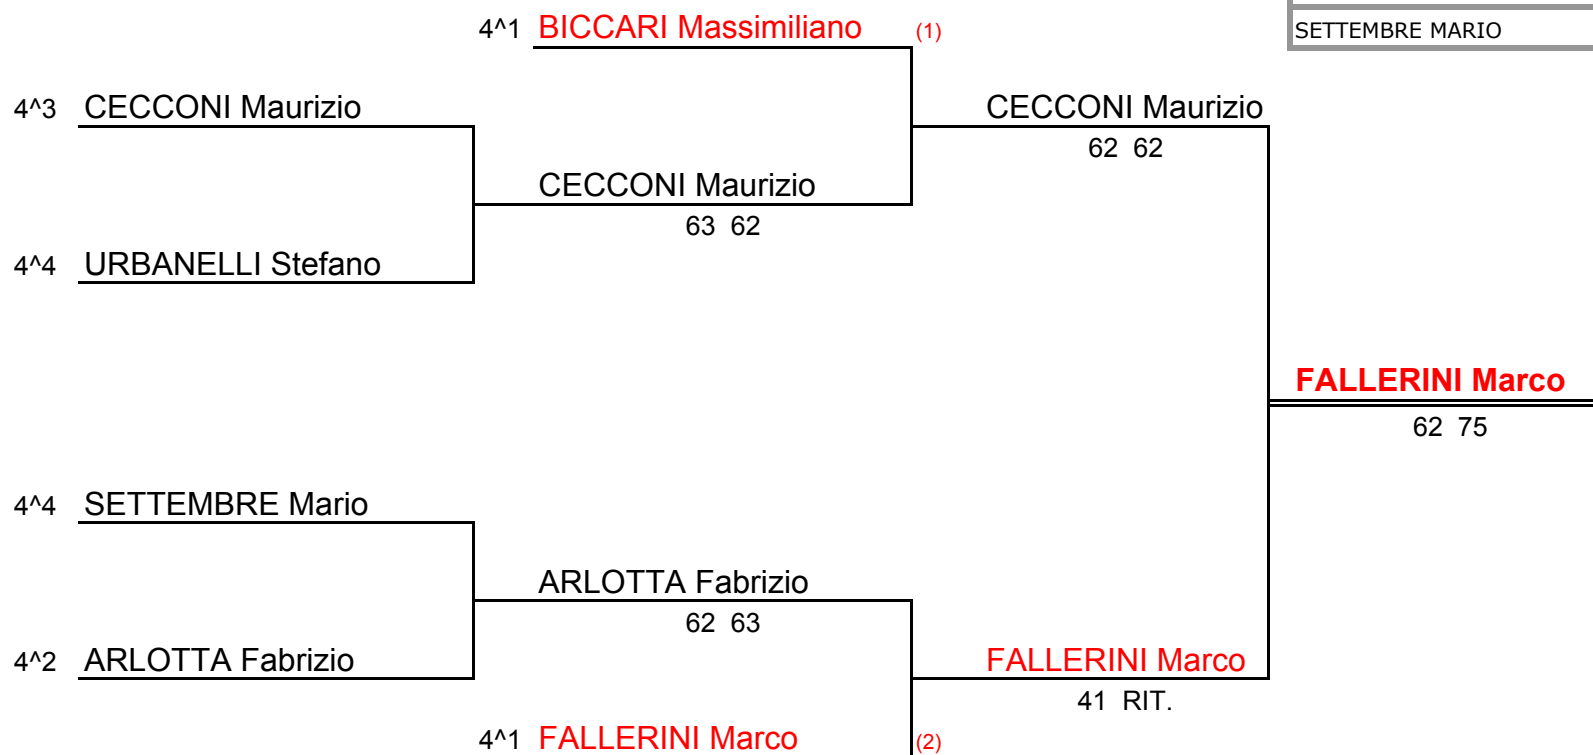 4^1 BICCARI Massimiliano (1)
SETTEMBRE MARIO
4^3 CECCONI Maurizio
CECCONI Maurizio
62 62
CECCONI Maurizio
63 62
4^4 URBANELLI Stefano
FALLERINI Marco
62 75
4^4 SETTEMBRE Mario
ARLOTTA Fabrizio
62 63
4^2 ARLOTTA Fabrizio
FALLERINI Marco
41 RIT.
4^1 FALLERINI Marco (2)